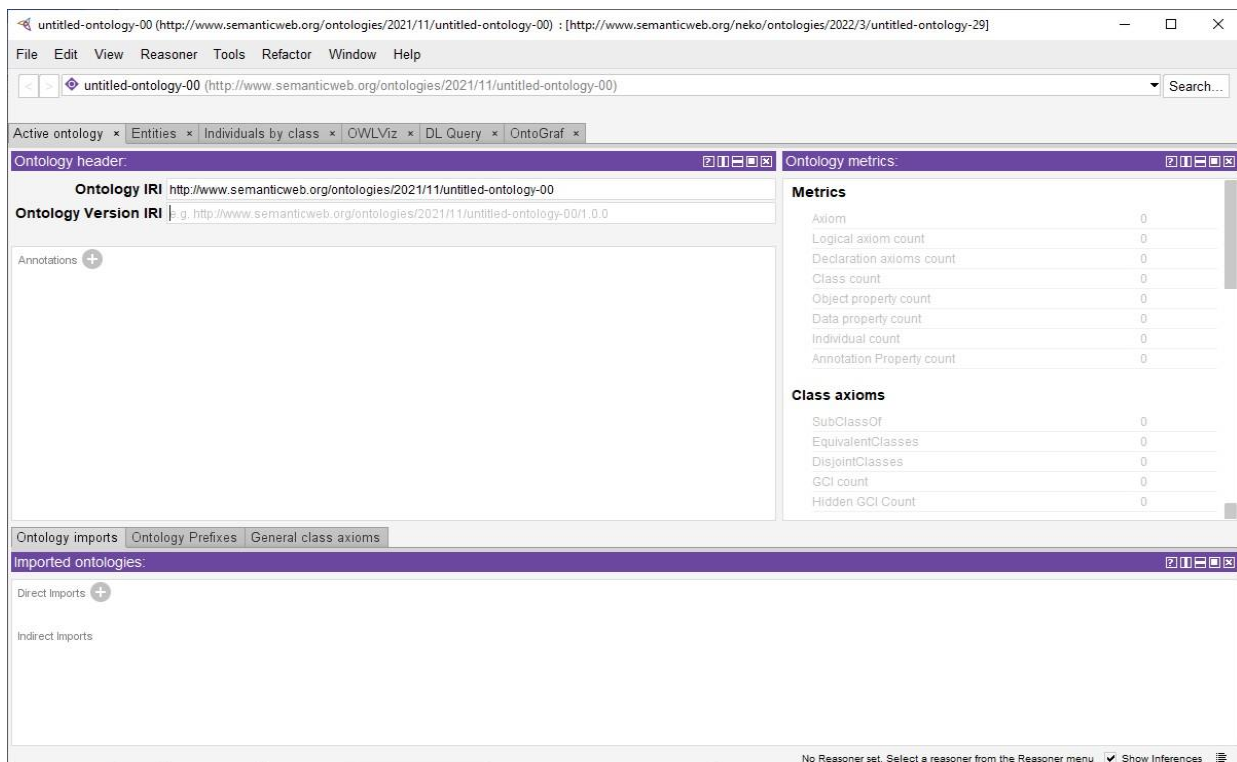 untitled-ontology-00 (http://www.semanticweb.org/ontologies/2021/11/untitled-ontology-00) : [http://www.semanticweb.org/neko/ontologies/2022/3/untitled-ontology-29]
File Edit View Reasoner Tools Refactor Window Help
< > untitled-ontology-00 (http://www.semanticweb.org/ontologies/2021/11/untitled-ontology-00) Search...
Active ontology × Entities × Individuals by class × OWLViz × DL Query × OntoGraf ×
Ontology header:
Ontology IRI http://www.semanticweb.org/ontologies/2021/11/untitled-ontology-00
Ontology Version IRI e.g. http://www.semanticweb.org/ontologies/2021/11/untitled-ontology-00/1.0.0
Annotations
Ontology metrics:
Metrics
Axiom 0
Logical axiom count 0
Declaration axioms count 0
Class count 0
Object property count 0
Data property count 0
Individual count 0
Annotation Property count 0
Class axioms
SubClassOf 0
EquivalentClasses 0
DisjointClasses 0
GCI count 0
Hidden GCI Count 0
Ontology imports Ontology Prefixes General class axioms
Imported ontologies:
Direct Imports
Indirect Imports
No Reasoner set. Select a reasoner from the Reasoner menu Show Inferences